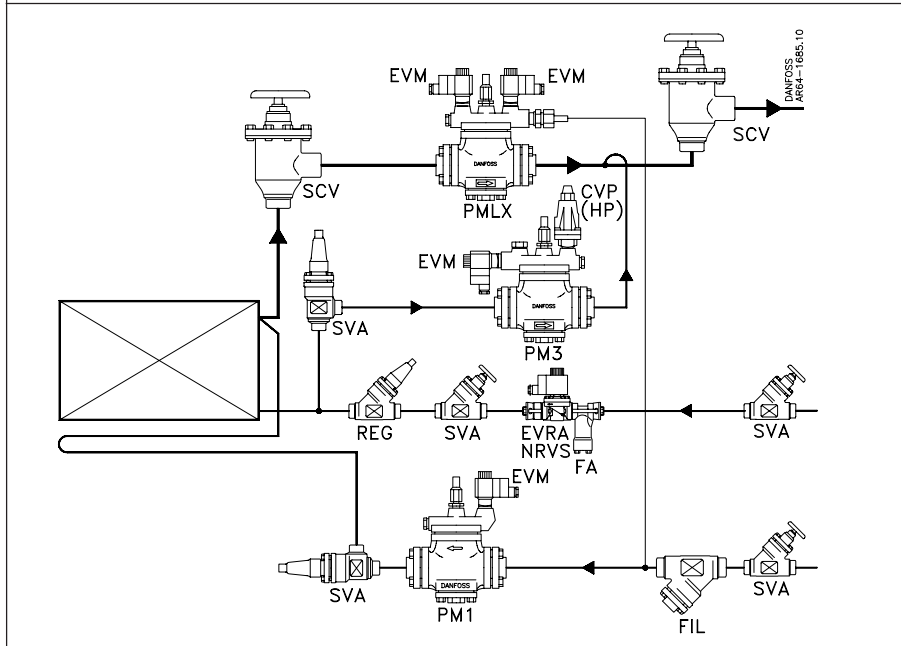 DANFOSS
AR64-1685.10
EVM
EVM
SCV
SCV
DANFOSS
PMLX
CVP
(HP)
EVM
DANFOSS
SVA
PM3
REG
SVA
EVRA
NRVS
FA
SVA
EVM
DANFOSS
SVA
PM1
FIL
SVA